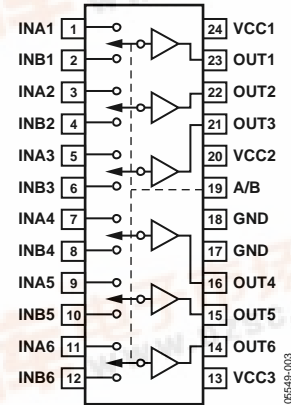 INA1 1 24 VCC1
INB1 2 23 OUT1
INA2 3 22 OUT2
INB2 4 21 OUT3
INA3 5 20 VCC2
INB3 6 19 A/B
INA4 7 18 GND
INB4 8 17 GND
INA5 9 16 OUT4
INB5 10 15 OUT5
INA6 11 14 OUT6
INB6 12 13 VCC3
05549-003